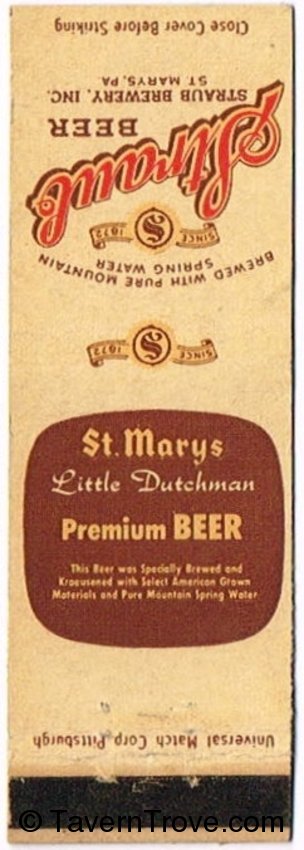 Close Cover Before Striking
ST. MARYS, PA.
STRAUB BREWERY, INC.
BEER
Straub
SINCE S 1872
BREWED WITH PURE MOUNTAIN
SPRING WATER
SINCE S 1872
St. Marys
Little Dutchman
Premium BEER
This Beer was Specially Brewed and
Kraeusened with Select American Grown
Materials and Pure Mountain Spring Water
Universal Match Corp. Pittsburgh
© TavernTrove.com